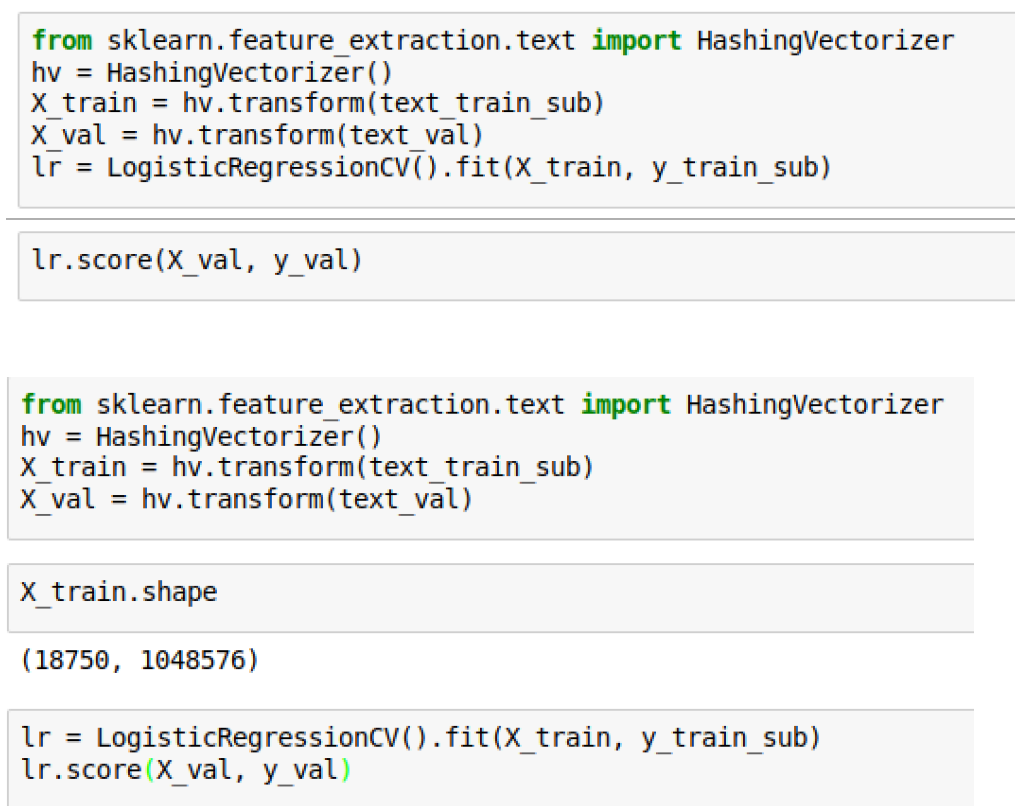 from sklearn.feature_extraction.text import HashingVectorizer
hv = HashingVectorizer()
X_train = hv.transform(text_train_sub)
X_val = hv.transform(text_val)
lr = LogisticRegressionCV().fit(X_train, y_train_sub)
lr.score(X_val, y_val)
from sklearn.feature_extraction.text import HashingVectorizer
hv = HashingVectorizer()
X_train = hv.transform(text_train_sub)
X_val = hv.transform(text_val)
X_train.shape
(18750, 1048576)
lr = LogisticRegressionCV().fit(X_train, y_train_sub)
lr.score(X_val, y_val)